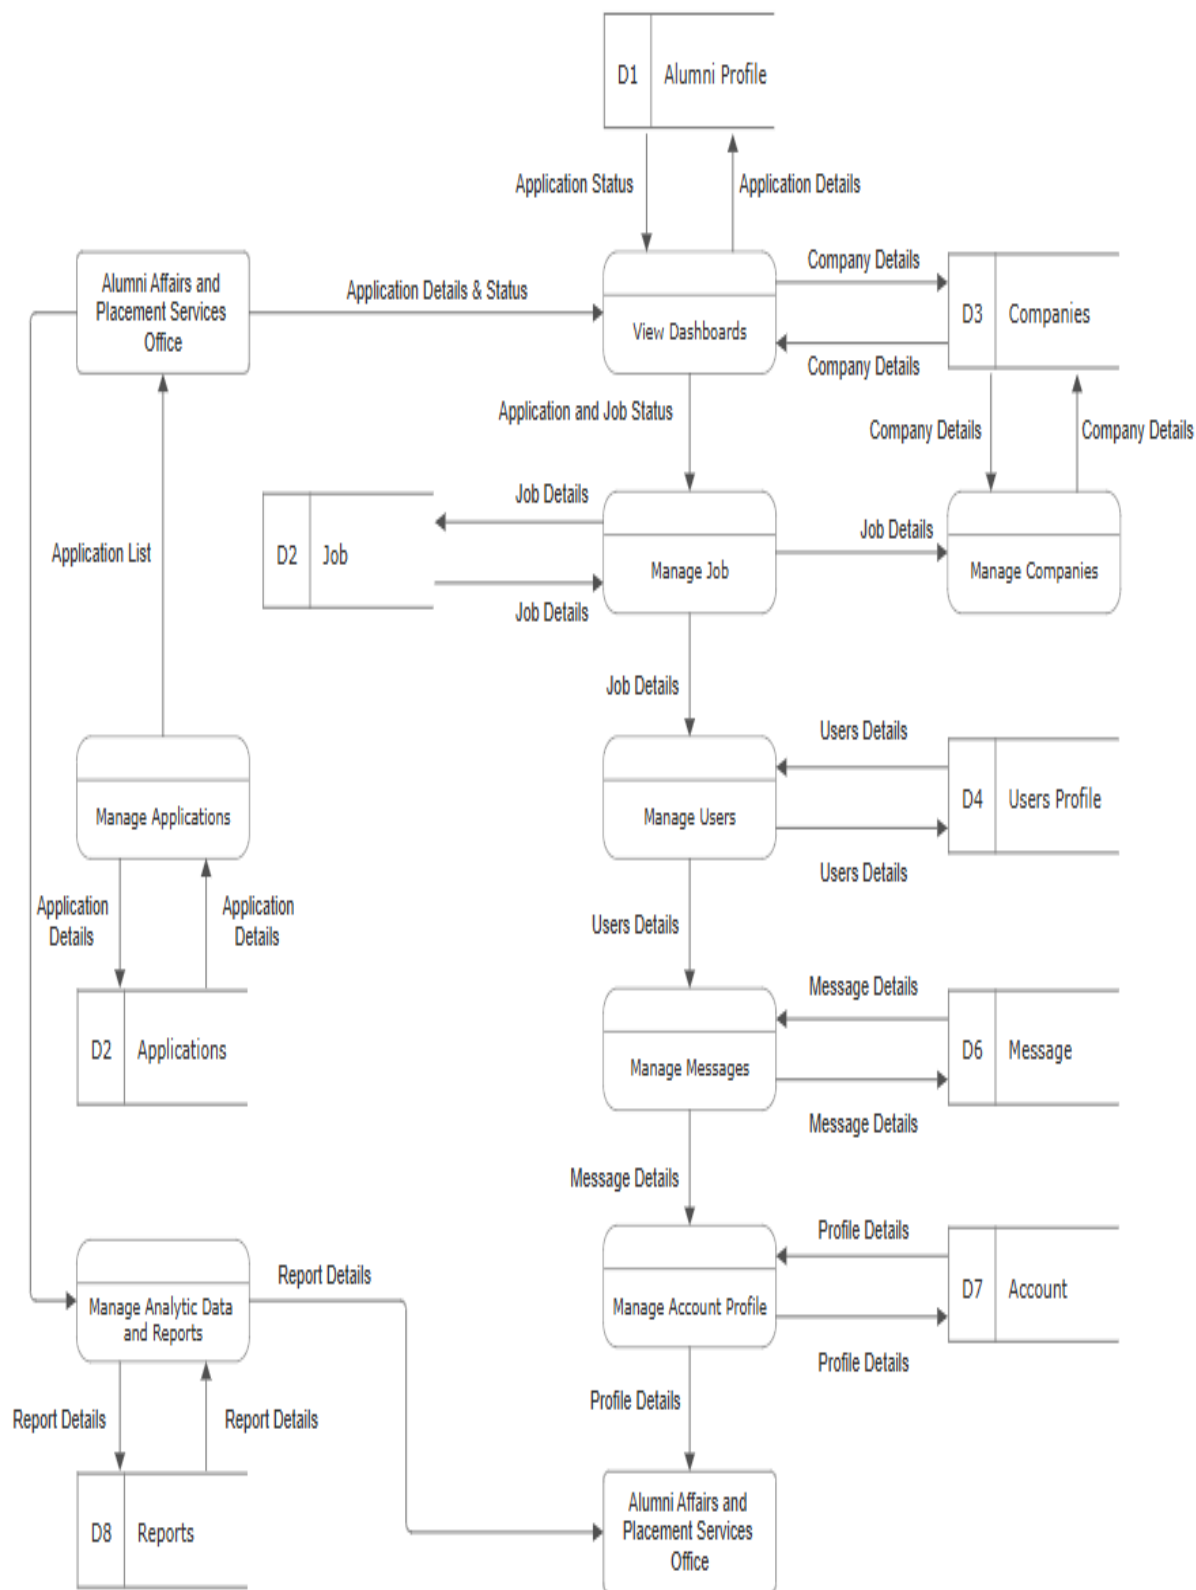 D1
Alumni Profile
Application Status
Application Details
Alumni Affairs and
Placement Services
Office
Application Details & Status
View Dashboards
Company Details
D3
Companies
Company Details
Application and Job Status
Company Details
Company Details
Job Details
D2
Job
Job Details
Manage Job
Job Details
Manage Companies
Application List
Job Details
Manage Applications
Users Details
Manage Users
D4
Users Profile
Users Details
Application
Details
Application
Details
Users Details
D2
Applications
Message Details
Manage Messages
D6
Message
Message Details
Message Details
Profile Details
Manage Account Profile
D7
Account
Profile Details
Manage Analytic Data
and Reports
Report Details
Report Details
Report Details
Profile Details
D8
Reports
Alumni Affairs and
Placement Services
Office